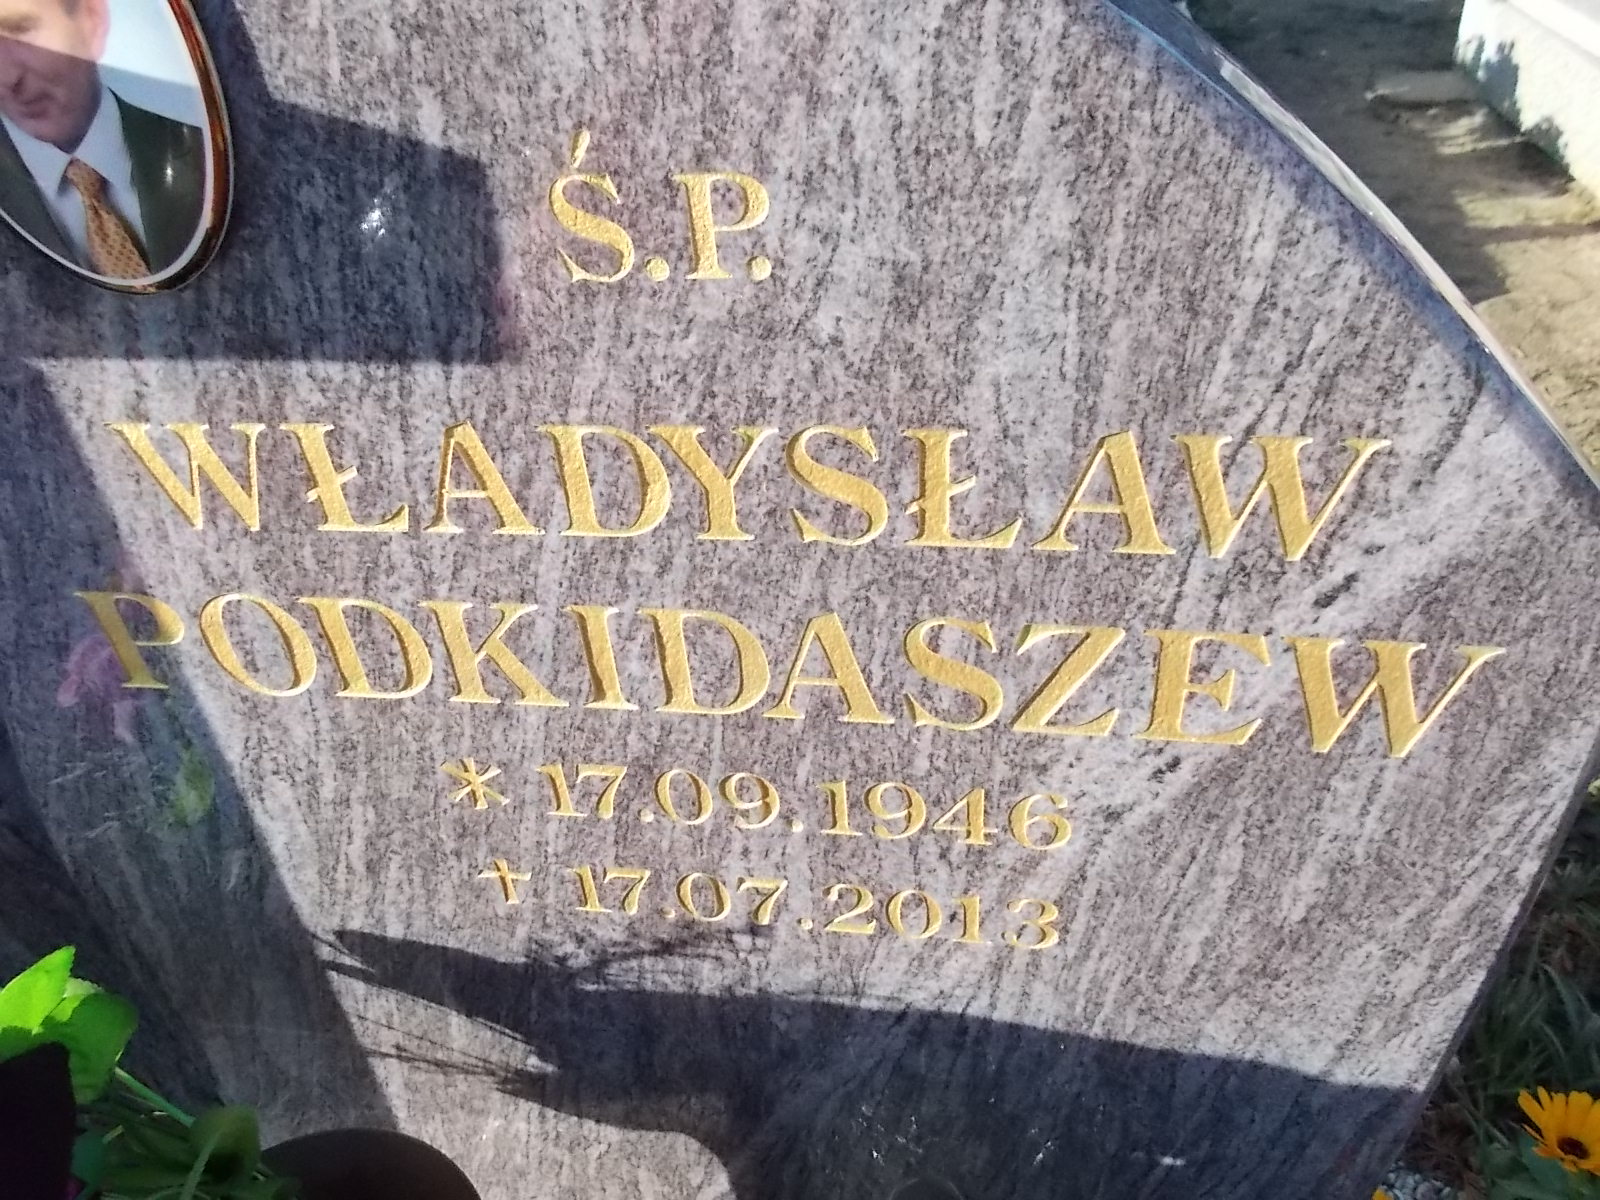 Ś.P.
WŁADYSŁAW
PODKIDASZEW
* 17.09.1946
† 17.07.2013